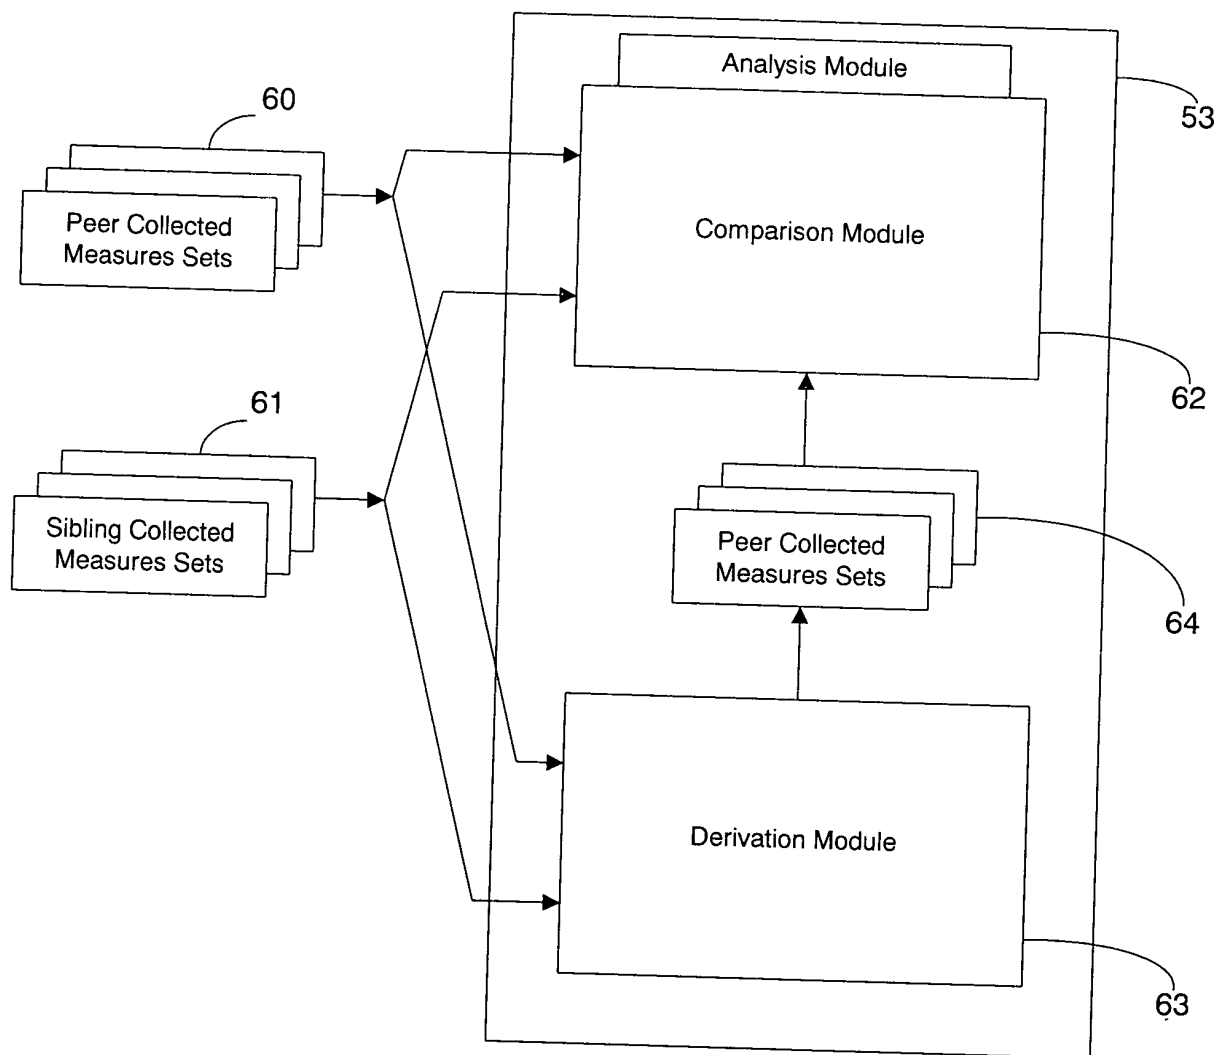 Analysis Module
53
60
Peer Collected
Measures Sets
Comparison Module
62
61
Sibling Collected
Measures Sets
Peer Collected
Measures Sets
64
Derivation Module
63